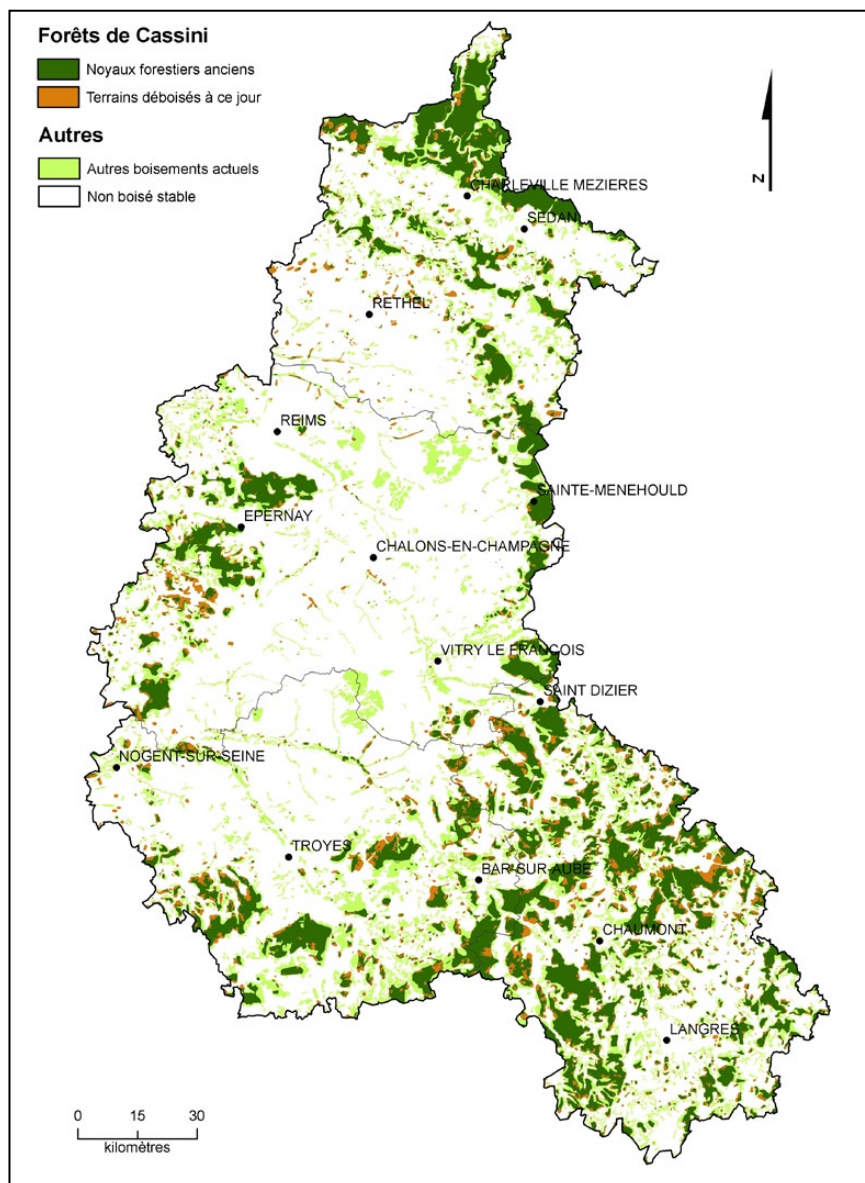 Forêts de Cassini
Noyaux forestiers anciens
Terrains déboisés à ce jour
Autres
Autres boisements actuels
Non boisé stable
N
CHARLEVILLE MEZIERES
SEDAN
RETHEL
REIMS
SAINTE-MENEHOULD
EPERNAY
CHALONS-EN-CHAMPAGNE
VITRY LE FRANCOIS
SAINT DIZIER
NOGENT-SUR-SEINE
TROYES
BAR-SUR-AUBE
CHAUMONT
LANGRES
0 15 30
kilomètres